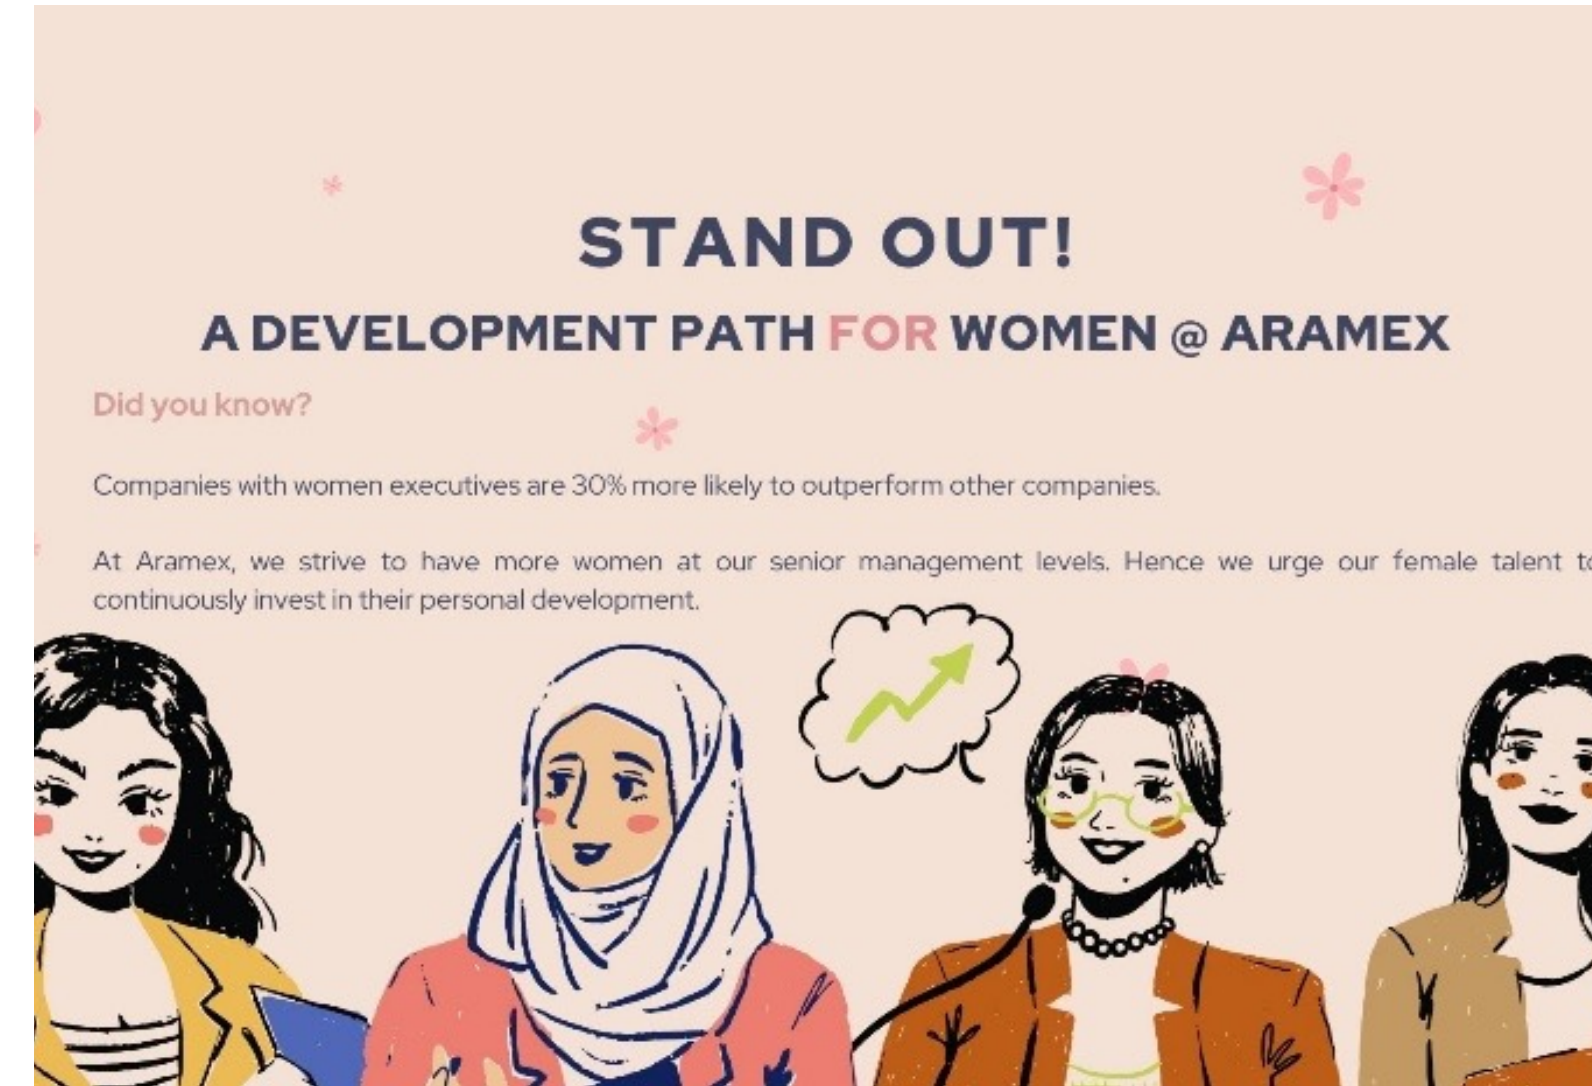 STAND OUT!
A DEVELOPMENT PATH FOR WOMEN @ ARAMEX
Did you know?
Companies with women executives are 30% more likely to outperform other companies.
At Aramex, we strive to have more women at our senior management levels. Hence we urge our female talent to
continuously invest in their personal development.